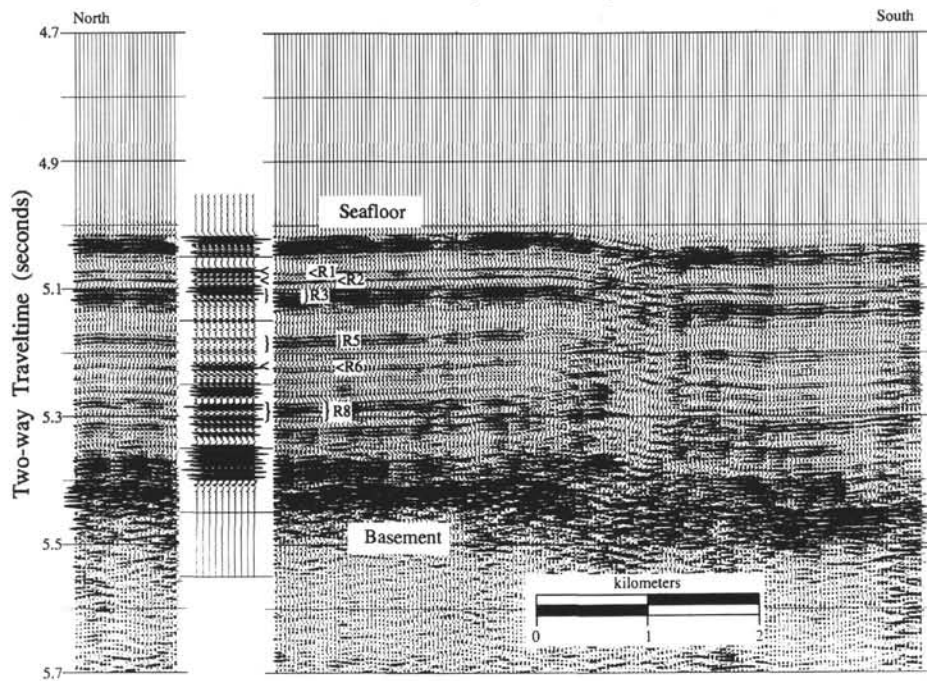 North
South
4.7
4.9
5.1
5.3
5.5
5.7
Two-way Traveltime (seconds)
Seafloor
<R1
<R2
}R3
}R5
<R6
} R8
Basement
kilometers
0
1
2